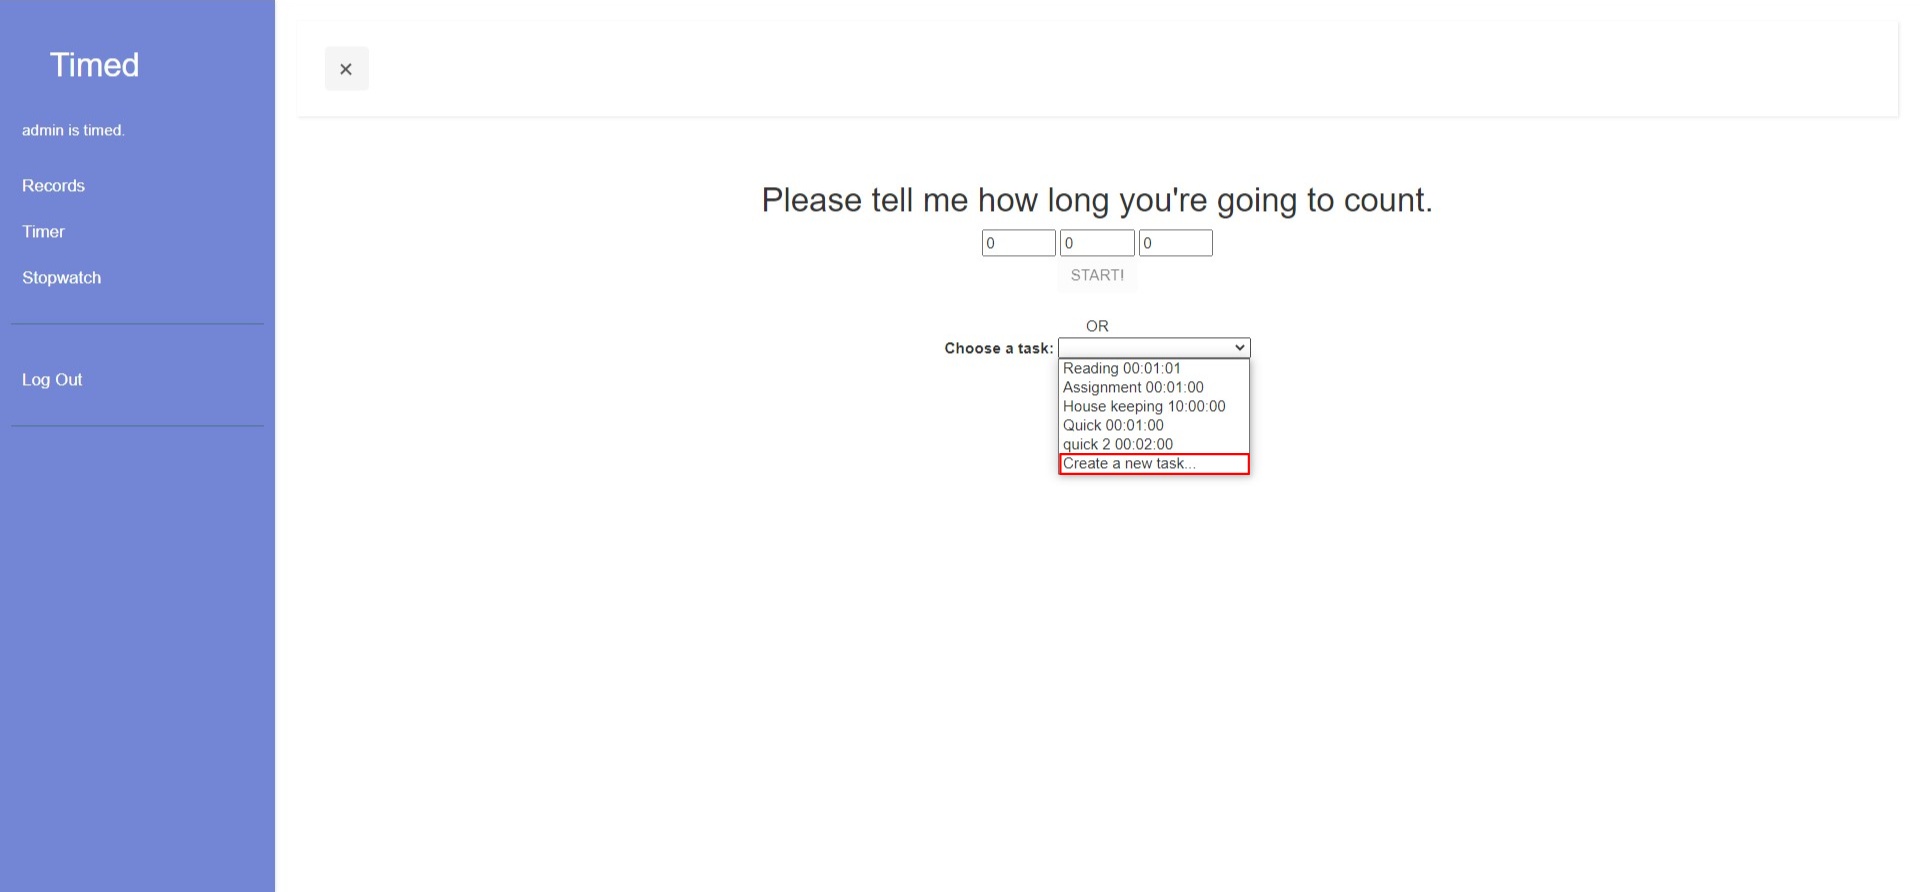 Timed
admin is timed.
Records
Timer
Stopwatch
Log Out
×
Please tell me how long you're going to count.
0 0 0
START!
OR
Choose a task:
Reading 00:01:01
Assignment 00:01:00
House keeping 10:00:00
Quick 00:01:00
quick 2 00:02:00
Create a new task...